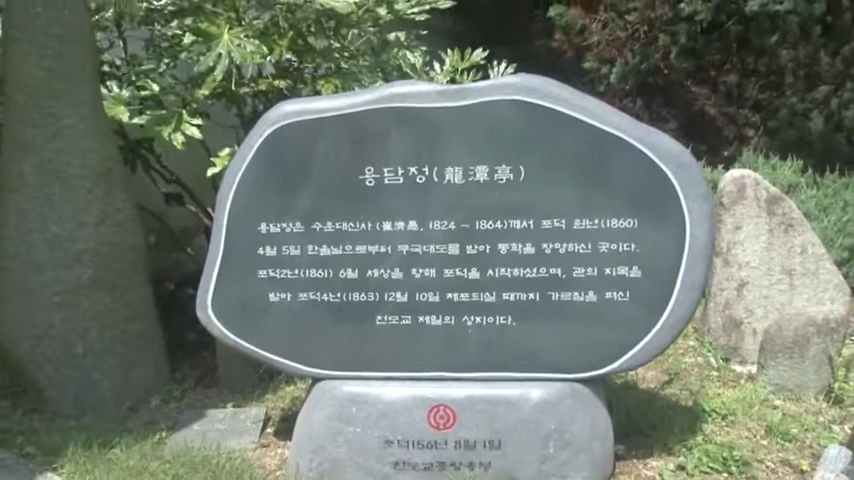 용담정(龍潭亭)
용담정은 수운대신사(崔濟愚, 1824 ~ 1864)께서 포덕 원년(1860)
4월 5일 한울님으로부터 무극대도를 받아 동학을 창명하신 곳이다.
포덕2년(1861) 6월 세상을 향해 포덕을 시작하셨으며, 관의 지목을
받아 포덕4년(1863) 12월 10일 체포되실 때까지 가르침을 펴신
천도교 제일의 성지이다.
포덕156년 8월 1일
천도교중앙총부